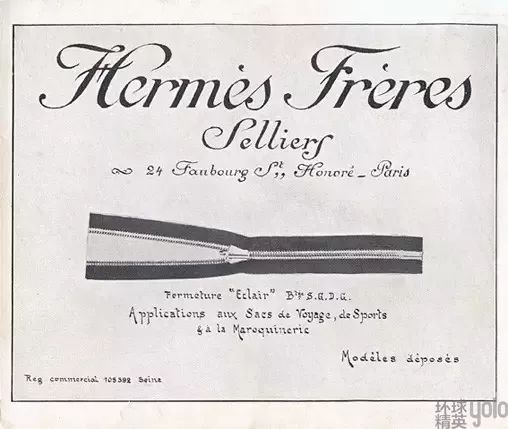 Hermès Frères
Selliers
24 Faubourg St, Honoré - Paris
Fermeture "Eclair" Bté S.G.D.G.
Applications aux Sacs de Voyage, de Sports
& à la Maroquinerie
Modèles déposés
Reg commercial 105392 Seine
环球精英 yolo